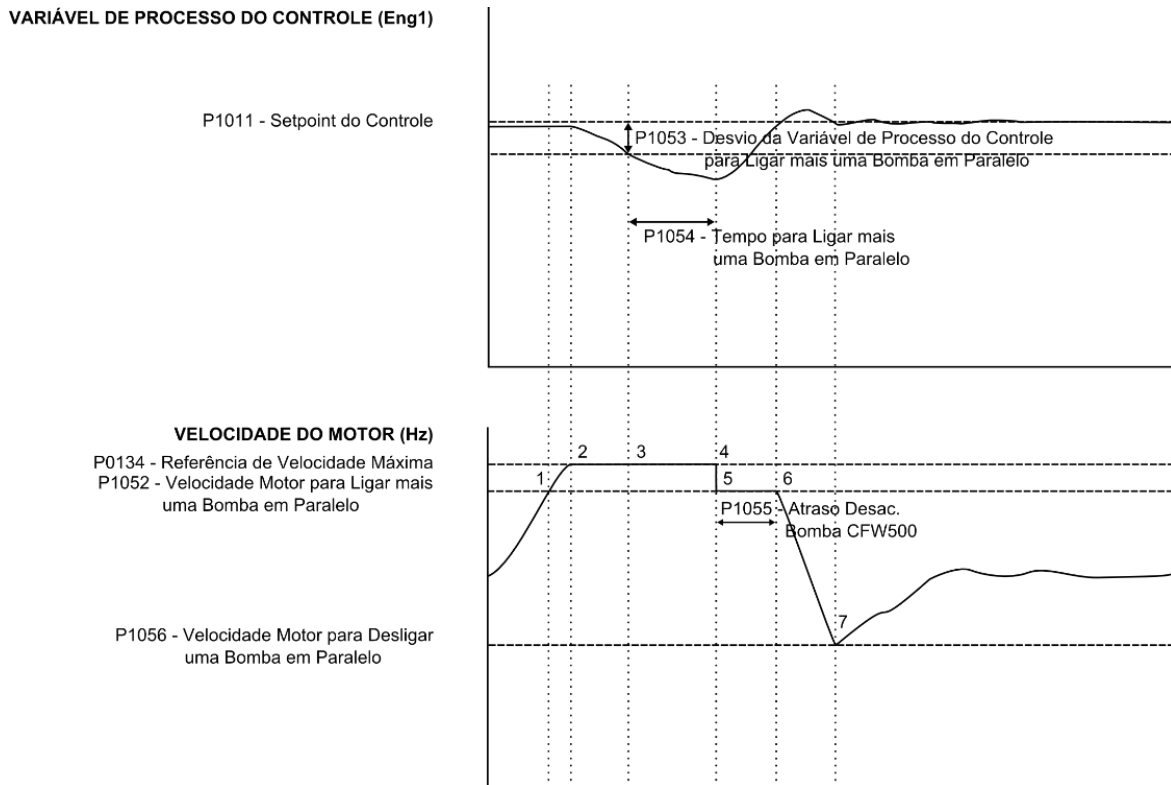 VARIÁVEL DE PROCESSO DO CONTROLE (Eng1)
P1011 - Setpoint do Controle
P1053 - Desvio da Variável de Processo do Controle
para Ligar mais uma Bomba em Paralelo
P1054 - Tempo para Ligar mais
uma Bomba em Paralelo
VELOCIDADE DO MOTOR (Hz)
P0134 - Referência de Velocidade Máxima
2 3 4
P1052 - Velocidade Motor para Ligar mais
uma Bomba em Paralelo
1 5 6
P1055 - Atraso Desac.
Bomba CFW500
7
P1056 - Velocidade Motor para Desligar
uma Bomba em Paralelo